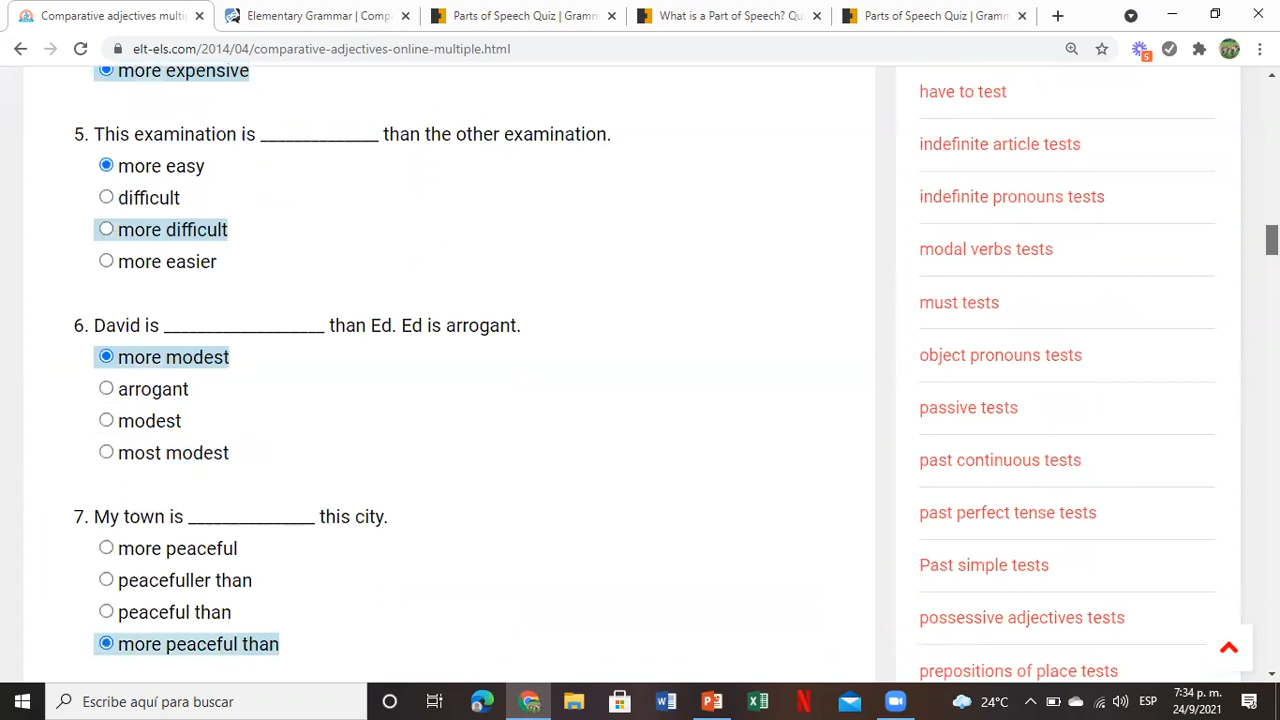 Comparative adjectives multi
Elementary Grammar | Comp
Parts of Speech Quiz | Gramm
What is a Part of Speech? Qu
Parts of Speech Quiz | Gramm
elt-els.com/2014/04/comparative-adjectives-online-multiple.html
5
more expensive
5. This examination is _____________ than the other examination.
more easy
difficult
more difficult
more easier
6. David is __________________ than Ed. Ed is arrogant.
more modest
arrogant
modest
most modest
7. My town is ______________ this city.
more peaceful
peacefuller than
peaceful than
more peaceful than
have to test
indefinite article tests
indefinite pronouns tests
modal verbs tests
must tests
object pronouns tests
passive tests
past continuous tests
past perfect tense tests
Past simple tests
possessive adjectives tests
prepositions of place tests
Escribe aquí para buscar
24°C
ESP
7:34 p. m.
24/9/2021